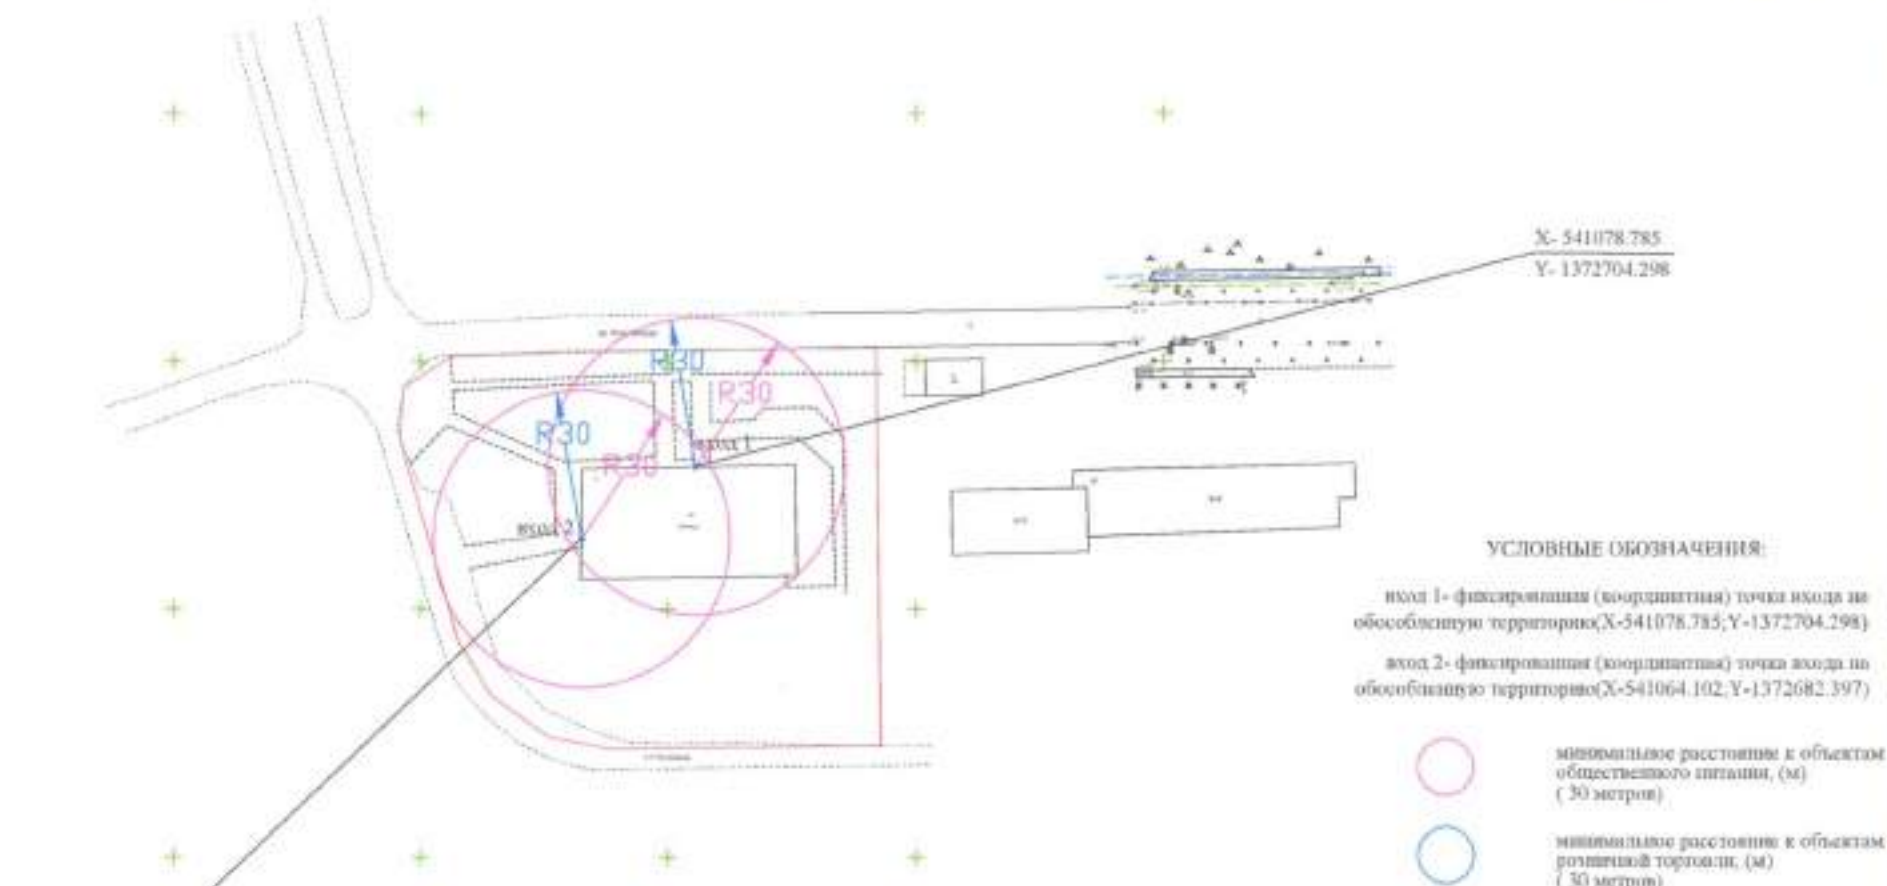 X- 541078.785
Y- 1372704.298
R30
R30
R30
R30
вход 1
вход 2
УСЛОВНЫЕ ОБОЗНАЧЕНИЯ:
вход 1- фиксированная (координатная) точка входа на
обособленную территорию(X-541078.785;Y-1372704.298)
вход 2- фиксированная (координатная) точка входа на
обособленную территорию(X-541064.102;Y-1372682.397)
минимальное расстояние к объектам
общественного питания, (м)
( 30 метров)
минимальное расстояние к объектам
розничной торговли, (м)
( 30 метров)